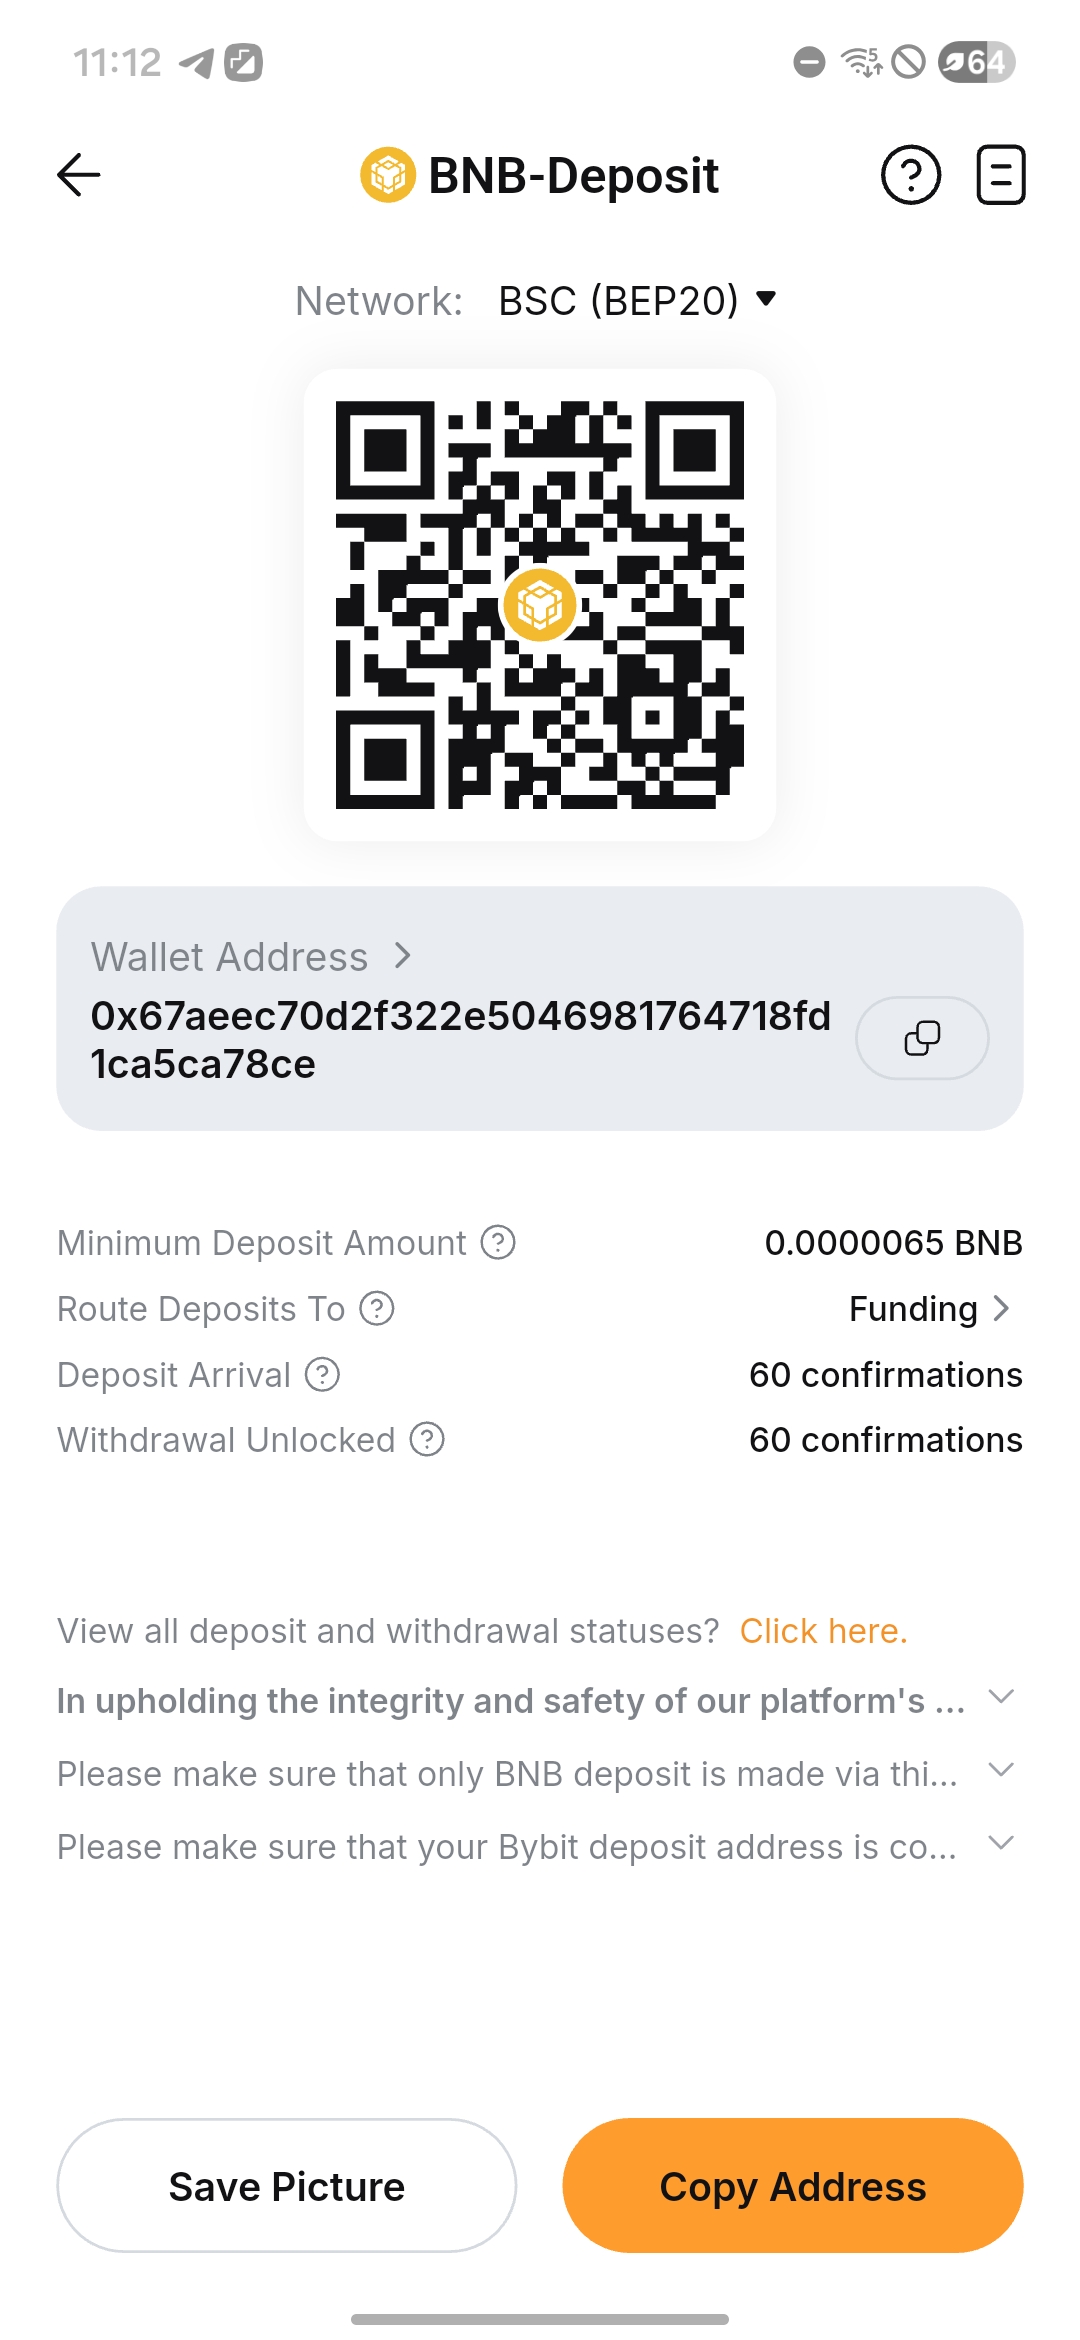 11:12
5
64
BNB-Deposit
Network: BSC (BEP20)
Wallet Address
0x67aeec70d2f322e5046981764718fd
1ca5ca78ce
Minimum Deposit Amount 0.0000065 BNB
Route Deposits To Funding
Deposit Arrival 60 confirmations
Withdrawal Unlocked 60 confirmations
View all deposit and withdrawal statuses? Click here.
In upholding the integrity and safety of our platform's ...
Please make sure that only BNB deposit is made via thi...
Please make sure that your Bybit deposit address is co...
Save Picture
Copy Address